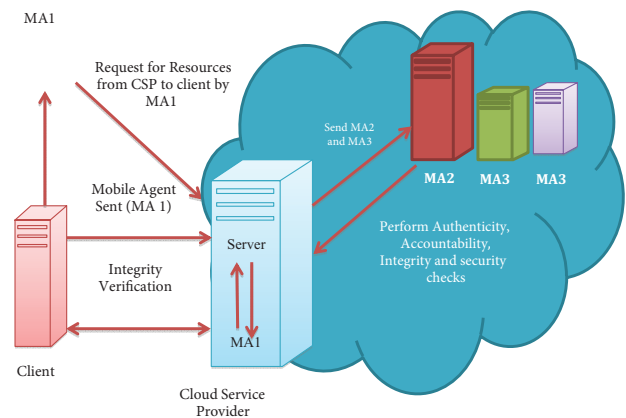 MA1
Request for Resources
from CSP to client by
MA1
Send MA2
and MA3
MA2
MA3
MA3
Mobile Agent
Sent (MA 1)
Server
Perform Authenticity,
Accountability,
Integrity and security
checks
Integrity
Verification
MA1
Client
Cloud Service
Provider